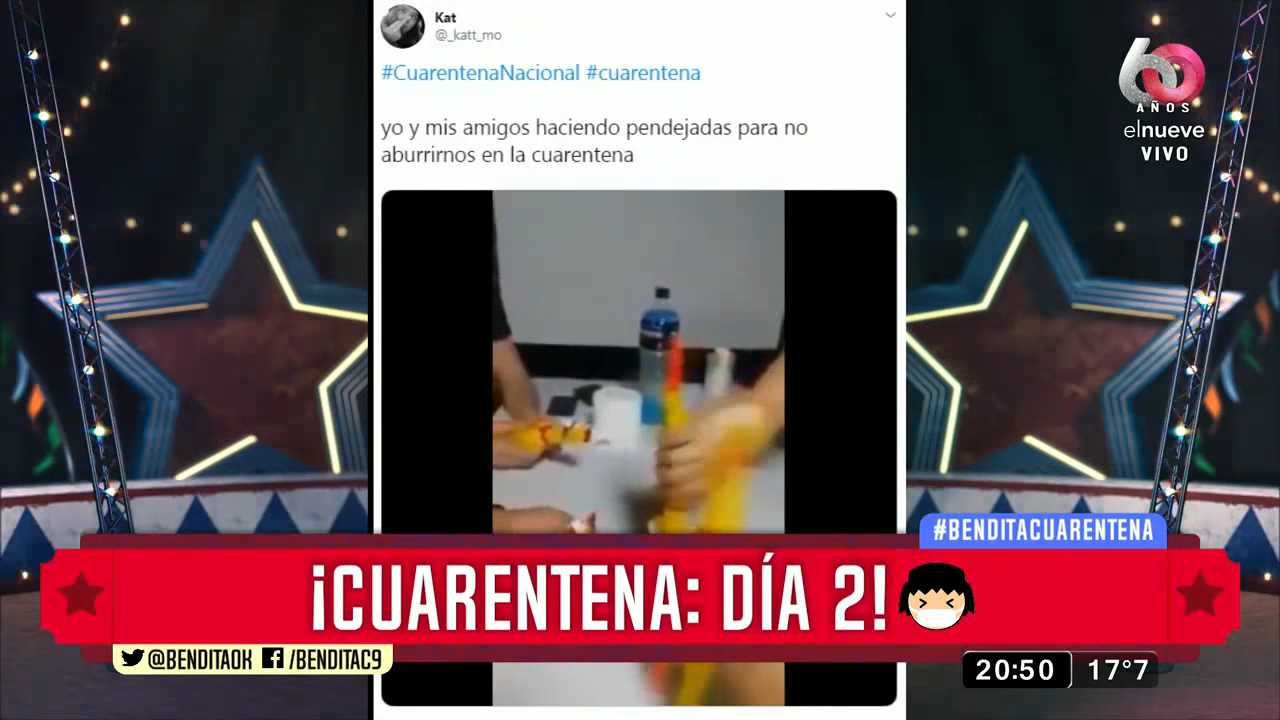 Kat
@_katt_mo
#CuarentenaNacional #cuarentena
yo y mis amigos haciendo pendejadas para no
aburrirnos en la cuarentena
60
AÑOS
elnueve
VIVO
#BENDITACUARENTENA
¡CUARENTENA: DÍA 2!
@BENDITAOK /BENDITAC9
20:50 17°7